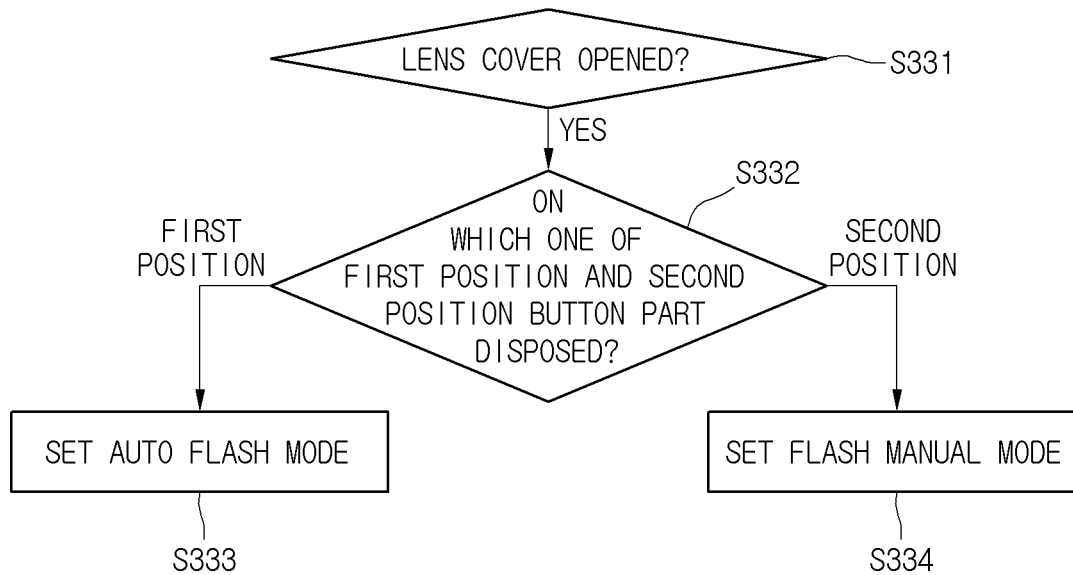 LENS COVER OPENED?
S331
YES
S332
ON
WHICH ONE OF
FIRST POSITION AND SECOND
POSITION BUTTON PART
DISPOSED?
FIRST
POSITION
SECOND
POSITION
SET AUTO FLASH MODE
SET FLASH MANUAL MODE
S333
S334